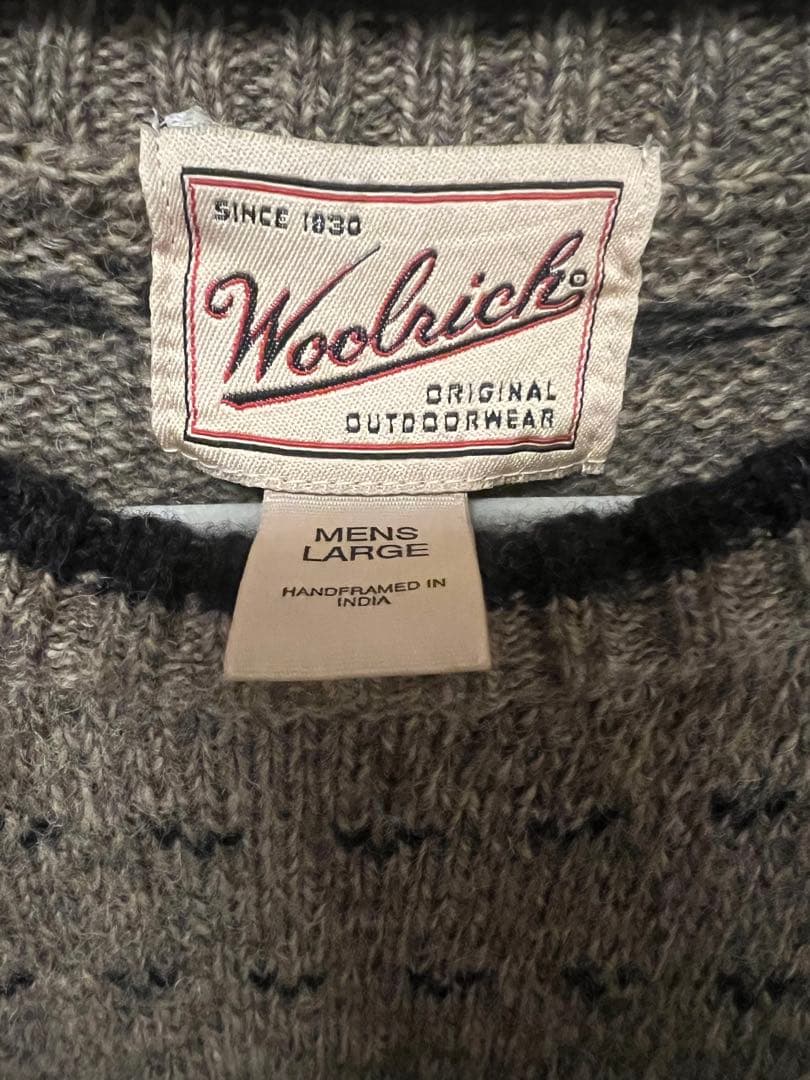 SINCE 1830
Woolrich®
ORIGINAL
OUTDOORWEAR
MENS
LARGE
HANDFRAMED IN
INDIA